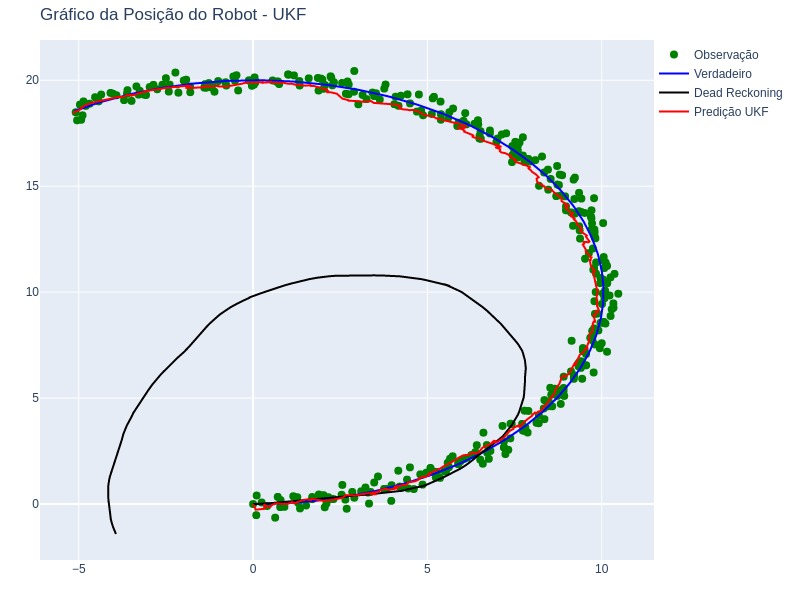 Gráfico da Posição do Robot - UKF
Observação
Verdadeiro
Dead Reckoning
Predição UKF
20
15
10
5
0
−5
0
5
10